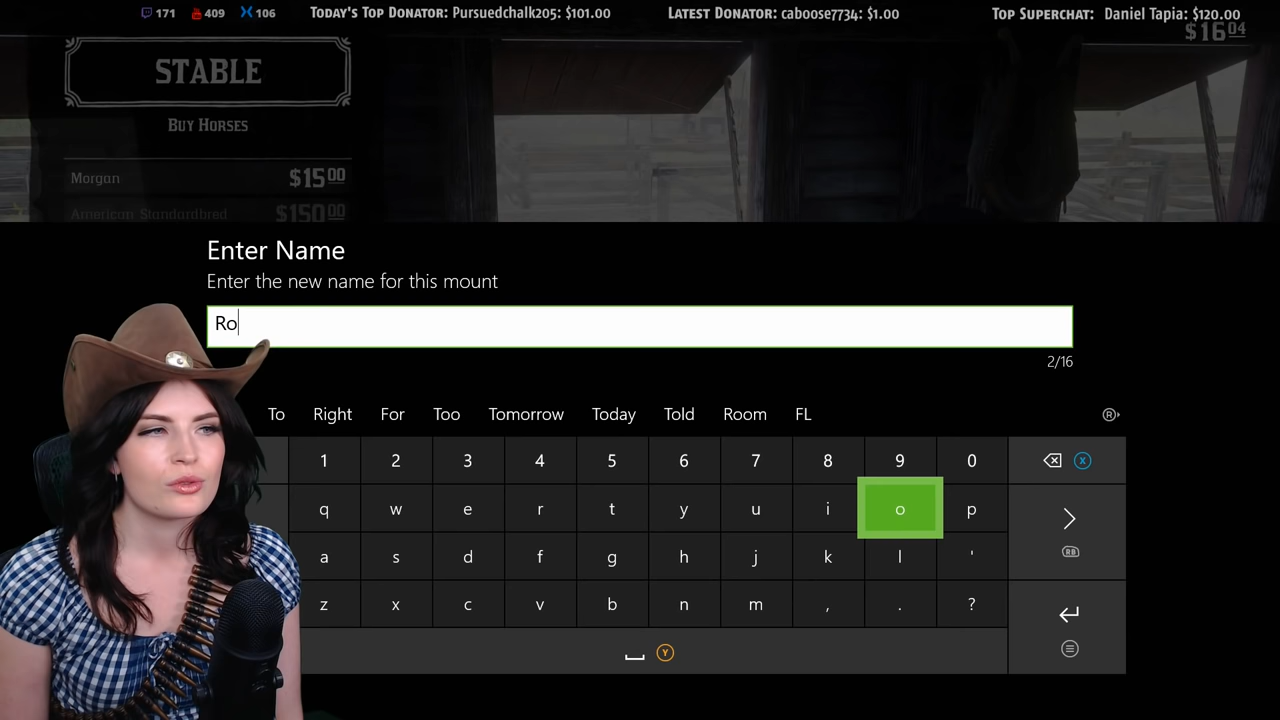 171 409 106 Today's Top Donator: Pursuedchalk205: $101.00 Latest Donator: caboose7734: $1.00 Top Superchat: Daniel Tapia: $120.00
$16 04
STABLE
Buy Horses
Morgan $15 00
American Standardbred $150 00
Enter Name
Enter the new name for this mount
Ro
2/16
To Right For Too Tomorrow Today Told Room FL R
1 2 3 4 5 6 7 8 9 0 X
q w e r t y u i o p
a s d f g h j k l ' RB
z x c v b n m , . ?
Y